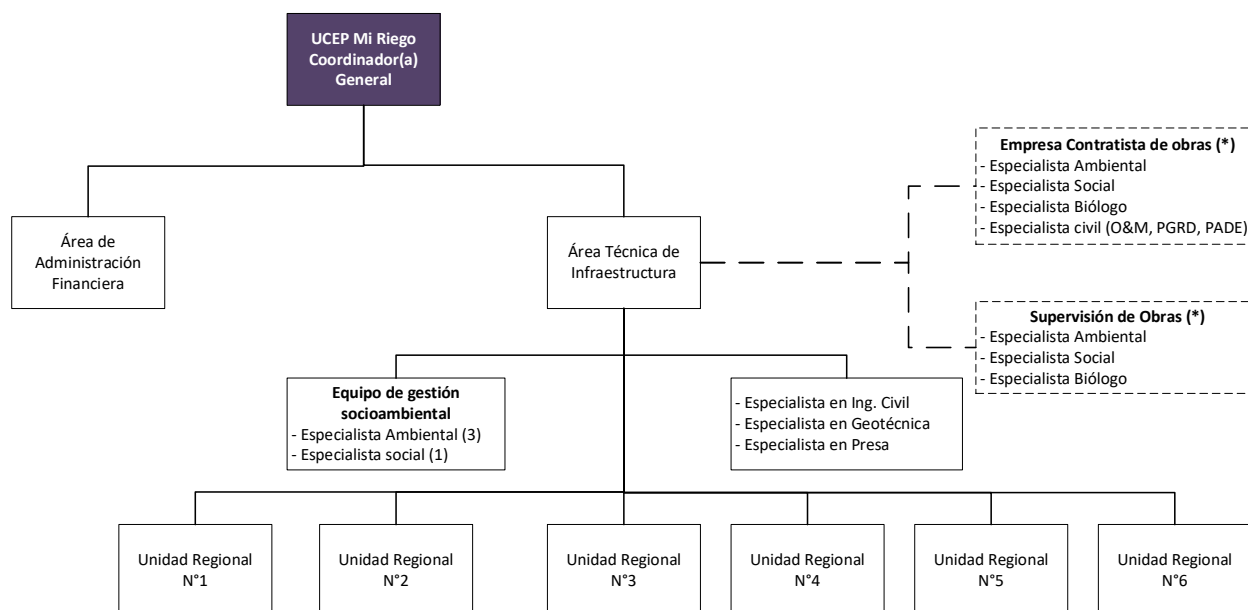 UCEP Mi Riego
Coordinador(a)
General
Empresa Contratista de obras (*)
- Especialista Ambiental
- Especialista Social
- Especialista Biólogo
- Especialista civil (O&M, PGRD, PADE)
Área de
Administración
Financiera
Área Técnica de
Infraestructura
Supervisión de Obras (*)
- Especialista Ambiental
- Especialista Social
- Especialista Biólogo
Equipo de gestión
socioambiental
- Especialista Ambiental (3)
- Especialista social (1)
- Especialista en Ing. Civil
- Especialista en Geotécnica
- Especialista en Presa
Unidad Regional
N°1
Unidad Regional
N°2
Unidad Regional
N°3
Unidad Regional
N°4
Unidad Regional
N°5
Unidad Regional
N°6